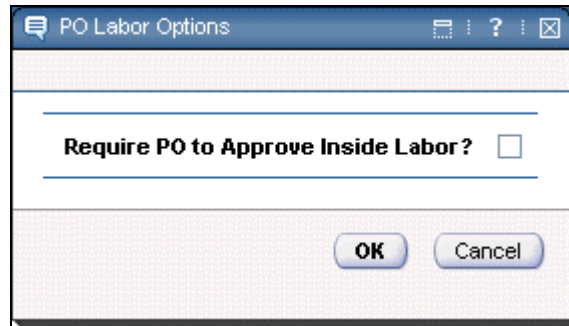 PO Labor Options ?
Require PO to Approve Inside Labor?
OK Cancel